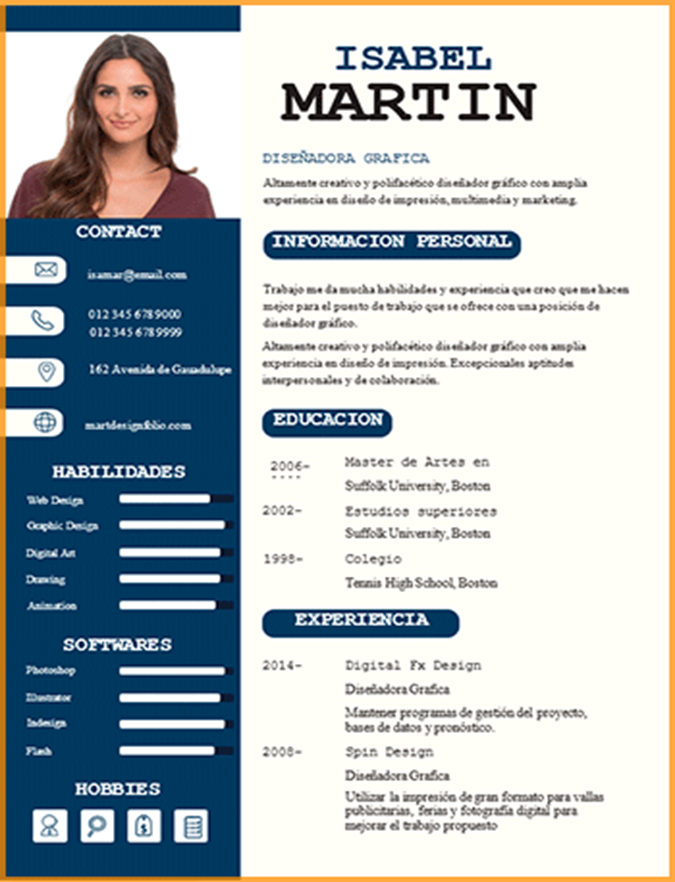 ISABEL
MARTIN
DISEÑADORA GRAFICA
Altamente creativo y polifacético diseñador gráfico con amplia
experiencia en diseño de impresión, multimedia y marketing.
CONTACT
isamar@email.com
012 345 6789000
012 345 6789999
162 Avenida de Gauadulupe
martdesignfolio.com
HABILIDADES
Web Design
Graphic Design
Digital Art
Drawing
Animation
SOFTWARES
Photoshop
Illustrator
Indesign
Flash
HOBBIES
INFORMACION PERSONAL
Trabajo me da mucha habilidades y experiencia que creo que me hacen
mejor para el puesto de trabajo que se ofrece con una posición de
diseñador gráfico.
Altamente creativo y polifacético diseñador gráfico con amplia
experiencia en diseño de impresión. Excepcionales aptitudes
interpersonales y de colaboración.
EDUCACION
2006-
----
Master de Artes en
Suffolk University, Boston
2002-
Estudios superiores
Suffolk University, Boston
1998-
Colegio
Tennis High School, Boston
EXPERIENCIA
2014-
Digital Fx Design
Diseñadora Grafica
Mantener programas de gestión del proyecto,
bases de datos y pronóstico.
2008-
Spin Design
Diseñadora Grafica
Utilizar la impresión de gran formato para vallas
publicitarias, ferias y fotografía digital para
mejorar el trabajo propuesto